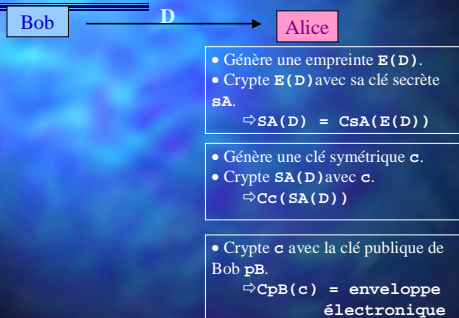 Bob
D
Alice
• Génère une empreinte E(D).
• Crypte E(D)avec sa clé secrète
sA.
⇨SA(D) = CsA(E(D))
• Génère une clé symétrique c.
• Crypte SA(D)avec c.
⇨Cc(SA(D))
• Crypte c avec la clé publique de
Bob pB.
⇨CpB(c) = enveloppe
électronique